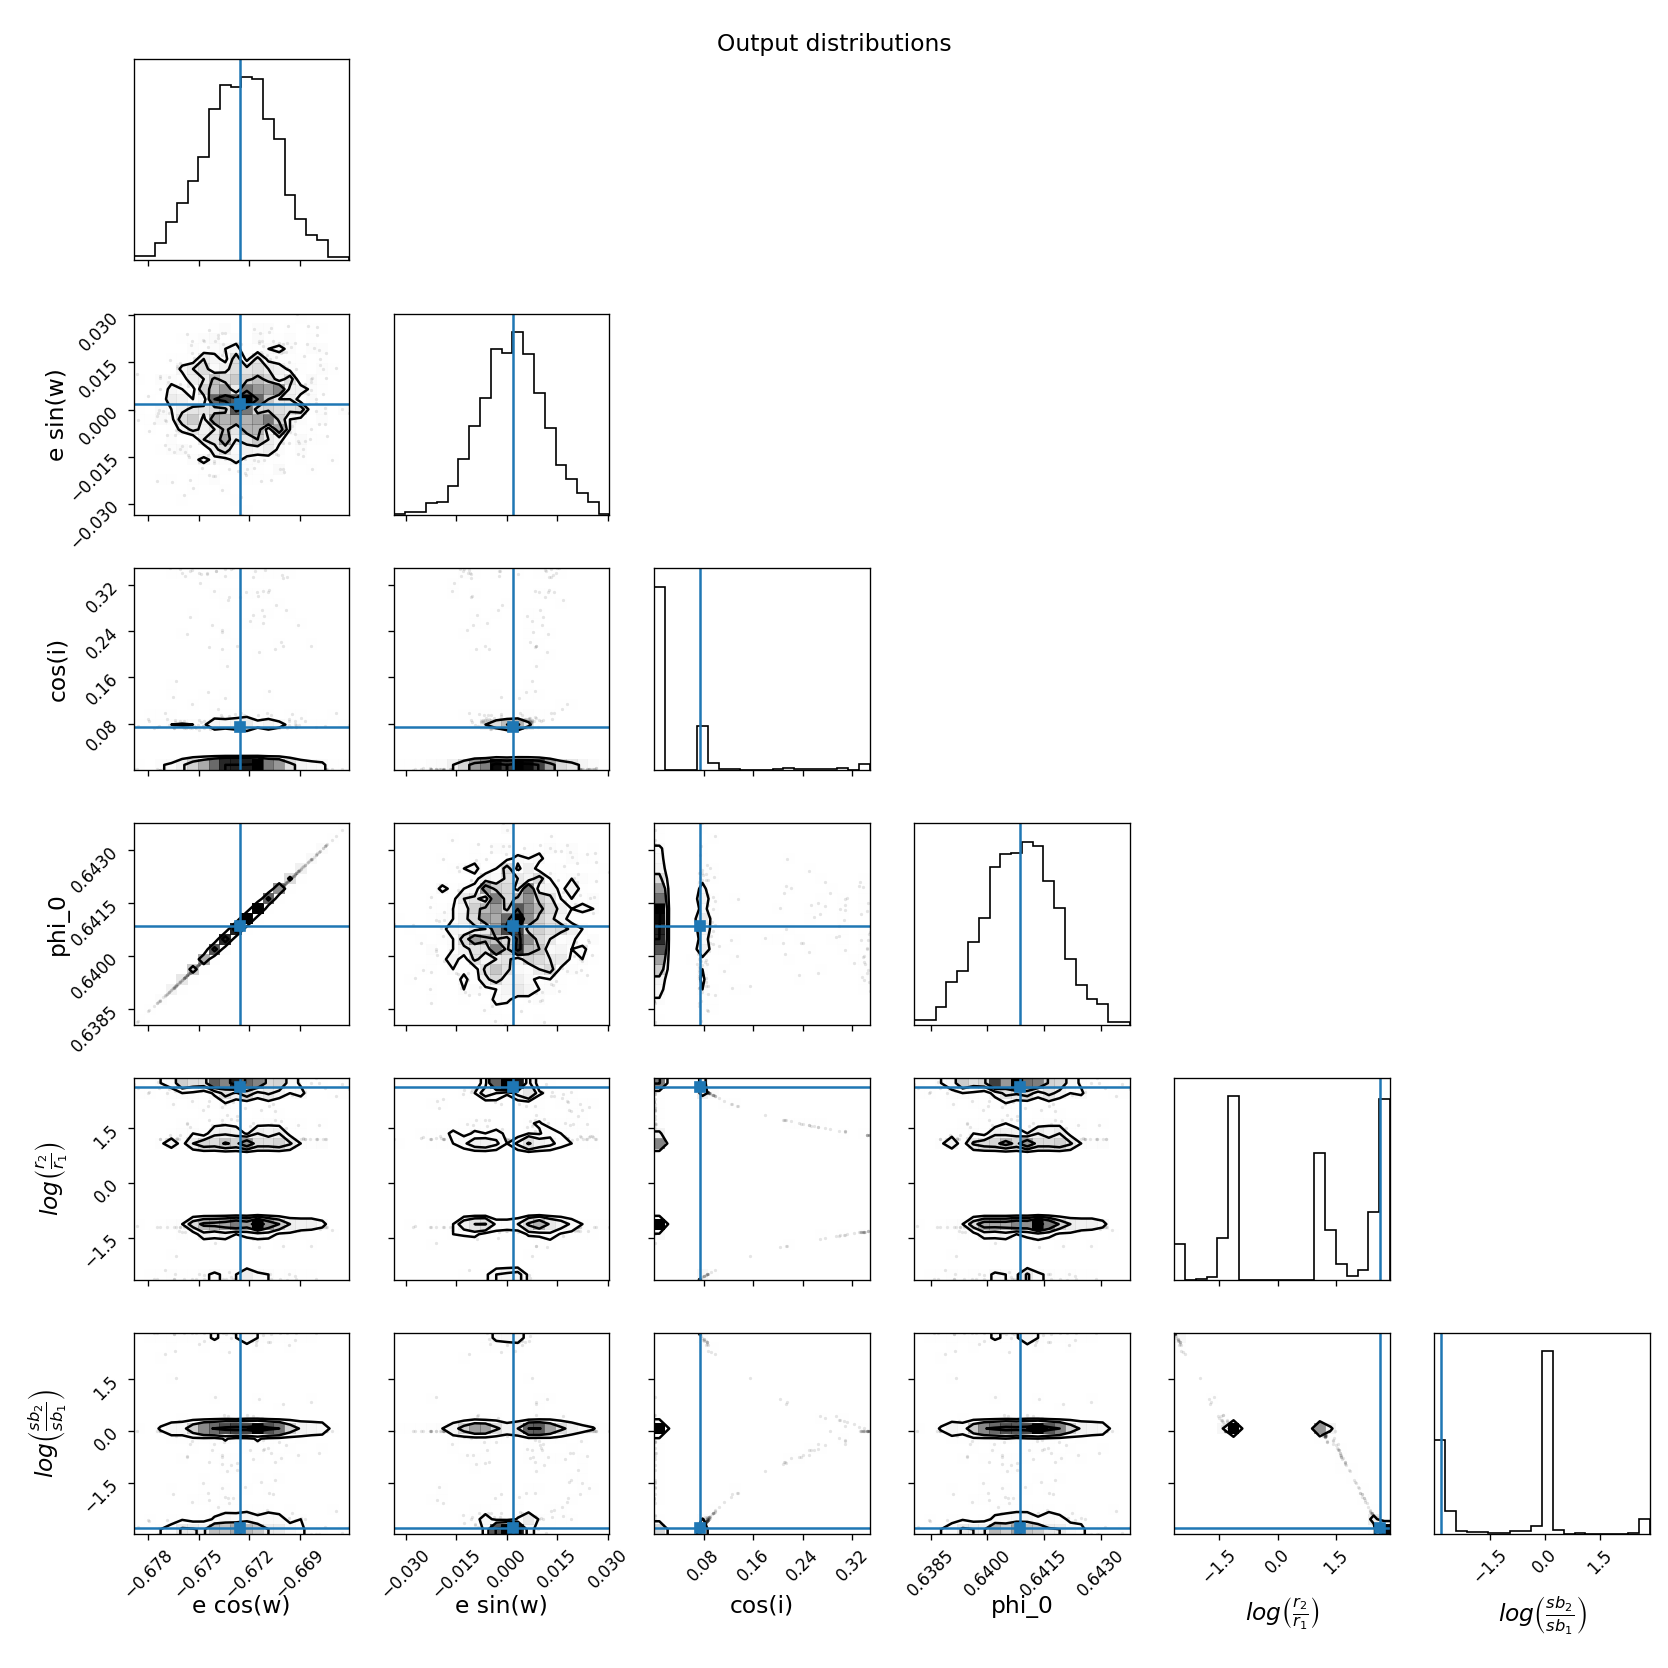 Output distributions
e sin(w)
0.030
0.015
0.000
−0.015
−0.030
cos(i)
0.32
0.24
0.16
0.08
phi_0
0.6430
0.6415
0.6400
0.6385
log(r₂/r₁)
1.5
0.0
−1.5
log(sb₂/sb₁)
1.5
0.0
−1.5
−0.678 −0.675 −0.672 −0.669
−0.030 −0.015 0.000 0.015 0.030
0.08 0.16 0.24 0.32
0.6385 0.6400 0.6415 0.6430
−1.5 0.0 1.5
−1.5 0.0 1.5
e cos(w) e sin(w) cos(i) phi_0 log(r₂/r₁) log(sb₂/sb₁)